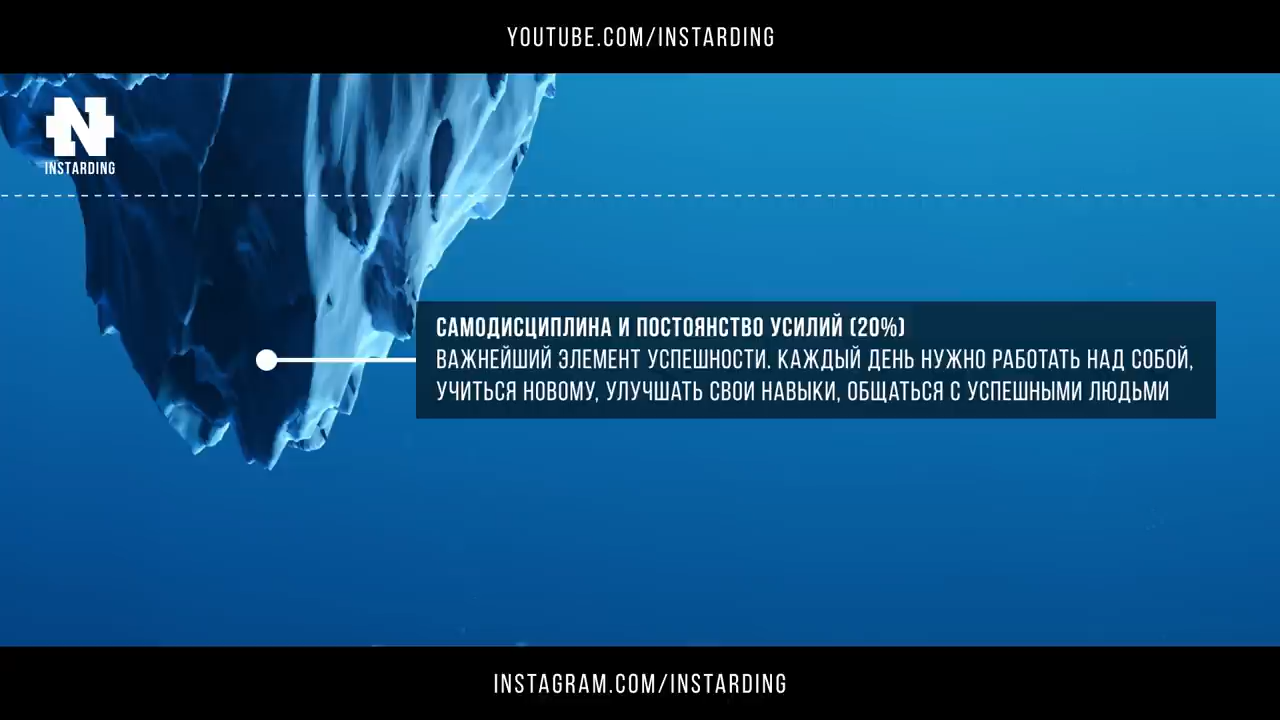 YOUTUBE.COM/INSTARDING
N
INSTARDING
САМОДИСЦИПЛИНА И ПОСТОЯНСТВО УСИЛИЙ (20%)
ВАЖНЕЙШИЙ ЭЛЕМЕНТ УСПЕШНОСТИ. КАЖДЫЙ ДЕНЬ НУЖНО РАБОТАТЬ НАД СОБОЙ,
УЧИТЬСЯ НОВОМУ, УЛУЧШАТЬ СВОИ НАВЫКИ, ОБЩАТЬСЯ С УСПЕШНЫМИ ЛЮДЬМИ
INSTAGRAM.COM/INSTARDING